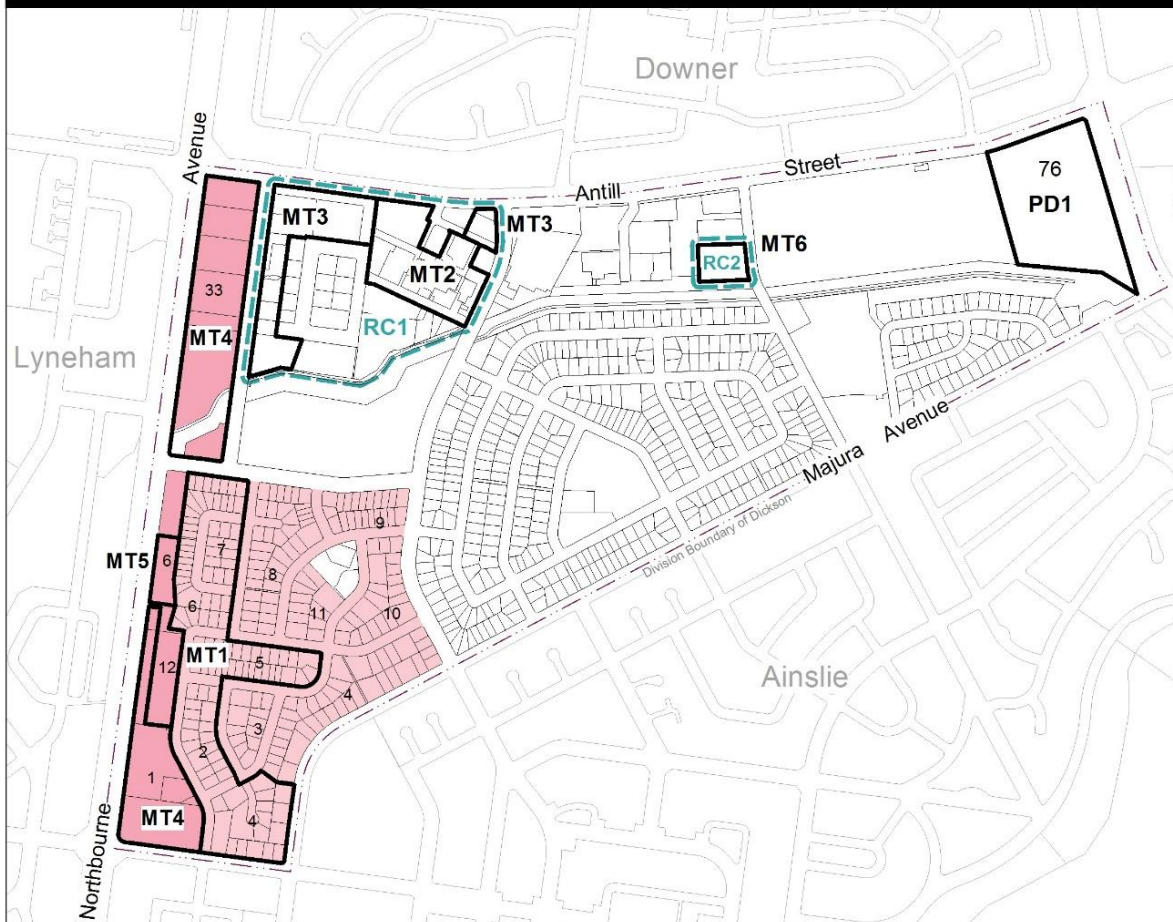 Downer
Avenue
Street
Antill
76
PD1
MT3
MT3
MT6
MT2
RC2
33
RC1
MT4
Lyneham
Avenue
Majura
Division Boundary of Dickson
9
7
8
MT5
6
6
11
10
MT1
5
12
4
3
2
Ainslie
1
MT4
4
Northbourne